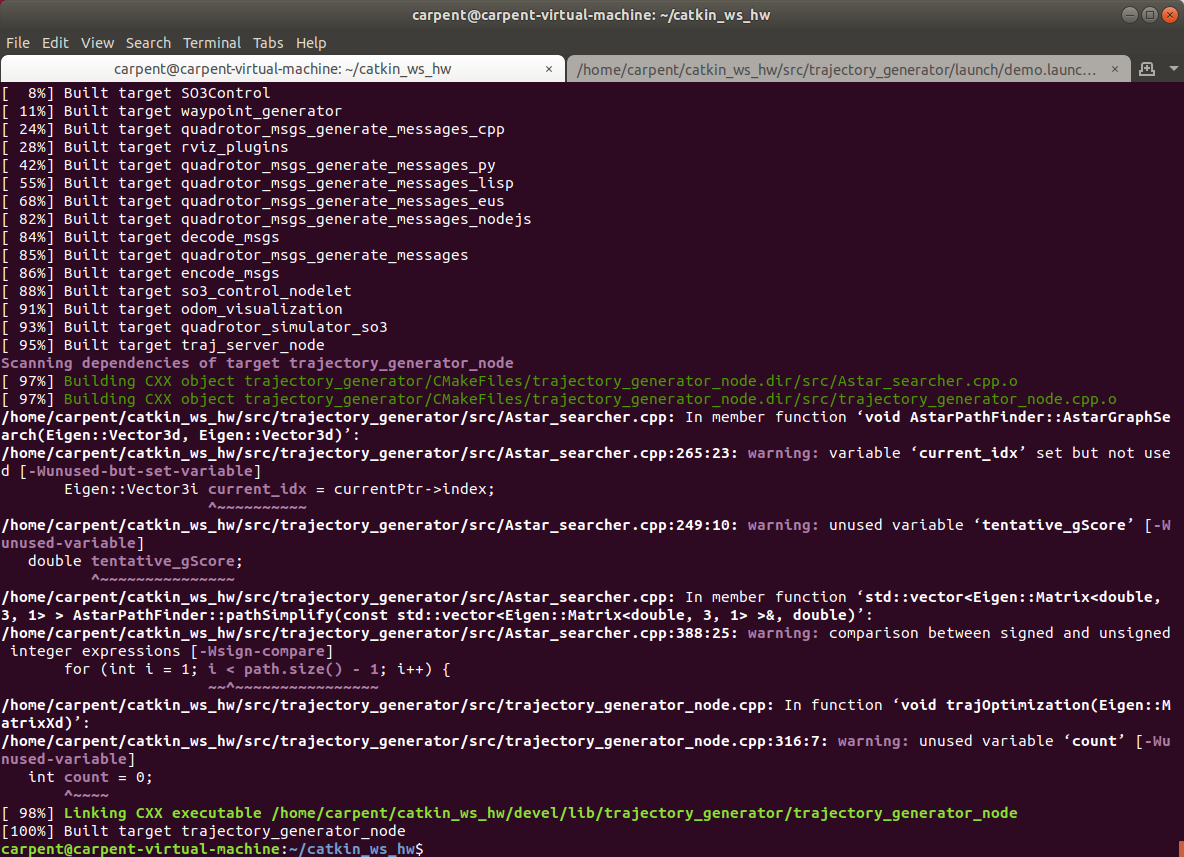 carpent@carpent-virtual-machine: ~/catkin_ws_hw
File Edit View Search Terminal Tabs Help
carpent@carpent-virtual-machine: ~/catkin_ws_hw × /home/carpent/catkin_ws_hw/src/trajectory_generator/launch/demo.launc... ×
[  8%] Built target SO3Control
[ 11%] Built target waypoint_generator
[ 24%] Built target quadrotor_msgs_generate_messages_cpp
[ 28%] Built target rviz_plugins
[ 42%] Built target quadrotor_msgs_generate_messages_py
[ 55%] Built target quadrotor_msgs_generate_messages_lisp
[ 68%] Built target quadrotor_msgs_generate_messages_eus
[ 82%] Built target quadrotor_msgs_generate_messages_nodejs
[ 84%] Built target decode_msgs
[ 85%] Built target quadrotor_msgs_generate_messages
[ 86%] Built target encode_msgs
[ 88%] Built target so3_control_nodelet
[ 91%] Built target odom_visualization
[ 93%] Built target quadrotor_simulator_so3
[ 95%] Built target traj_server_node
Scanning dependencies of target trajectory_generator_node
[ 97%] Building CXX object trajectory_generator/CMakeFiles/trajectory_generator_node.dir/src/Astar_searcher.cpp.o
[ 97%] Building CXX object trajectory_generator/CMakeFiles/trajectory_generator_node.dir/src/trajectory_generator_node.cpp.o
/home/carpent/catkin_ws_hw/src/trajectory_generator/src/Astar_searcher.cpp: In member function ‘void AstarPathFinder::AstarGraphSe
arch(Eigen::Vector3d, Eigen::Vector3d)’:
/home/carpent/catkin_ws_hw/src/trajectory_generator/src/Astar_searcher.cpp:265:23: warning: variable ‘current_idx’ set but not use
d [-Wunused-but-set-variable]
       Eigen::Vector3i current_idx = currentPtr->index;
                       ^~~~~~~~~~~
/home/carpent/catkin_ws_hw/src/trajectory_generator/src/Astar_searcher.cpp:249:10: warning: unused variable ‘tentative_gScore’ [-W
unused-variable]
   double tentative_gScore;
          ^~~~~~~~~~~~~~~~
/home/carpent/catkin_ws_hw/src/trajectory_generator/src/Astar_searcher.cpp: In member function ‘std::vector<Eigen::Matrix<double,
3, 1> > AstarPathFinder::pathSimplify(const std::vector<Eigen::Matrix<double, 3, 1> >&, double)’:
/home/carpent/catkin_ws_hw/src/trajectory_generator/src/Astar_searcher.cpp:388:25: warning: comparison between signed and unsigned
 integer expressions [-Wsign-compare]
       for (int i = 1; i < path.size() - 1; i++) {
                       ~~^~~~~~~~~~~~~~~~~
/home/carpent/catkin_ws_hw/src/trajectory_generator/src/trajectory_generator_node.cpp: In function ‘void trajOptimization(Eigen::M
atrixXd)’:
/home/carpent/catkin_ws_hw/src/trajectory_generator/src/trajectory_generator_node.cpp:316:7: warning: unused variable ‘count’ [-Wu
nused-variable]
   int count = 0;
       ^~~~~
[ 98%] Linking CXX executable /home/carpent/catkin_ws_hw/devel/lib/trajectory_generator/trajectory_generator_node
[100%] Built target trajectory_generator_node
carpent@carpent-virtual-machine:~/catkin_ws_hw$